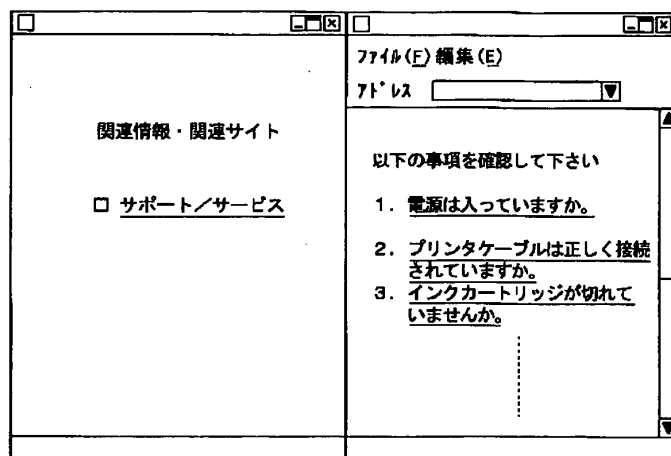 関連情報・関連サイト
サポート／サービス
ﾌｧｲﾙ(F) 編集(E)
ｱﾄﾞﾚｽ
以下の事項を確認して下さい
1. 電源は入っていますか。
2. プリンタケーブルは正しく接続
されていますか。
3. インクカートリッジが切れて
いませんか。